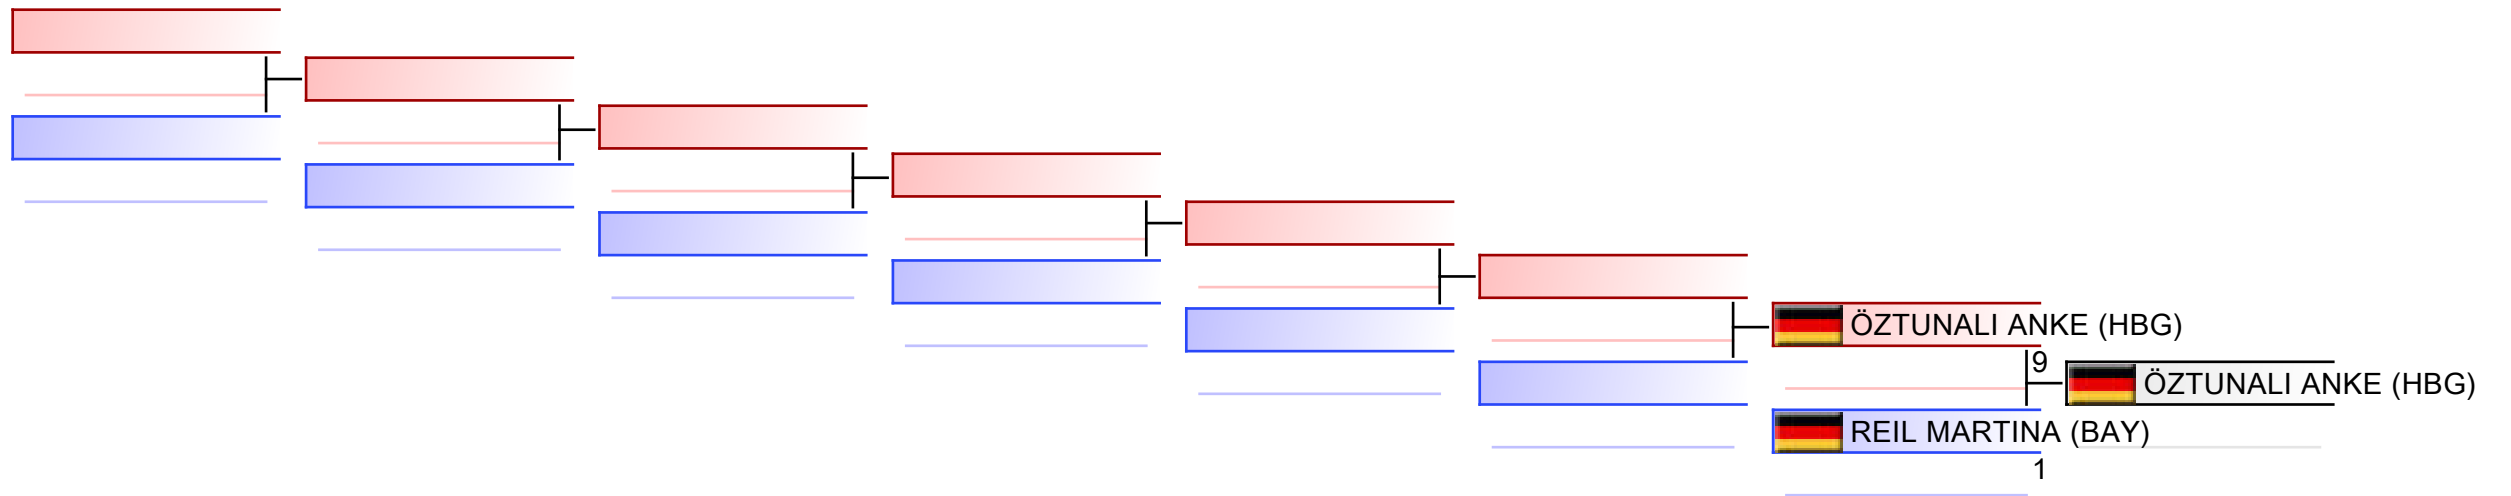 ÖZTUNALI ANKE (HBG)
9
ÖZTUNALI ANKE (HBG)
REIL MARTINA (BAY)
1